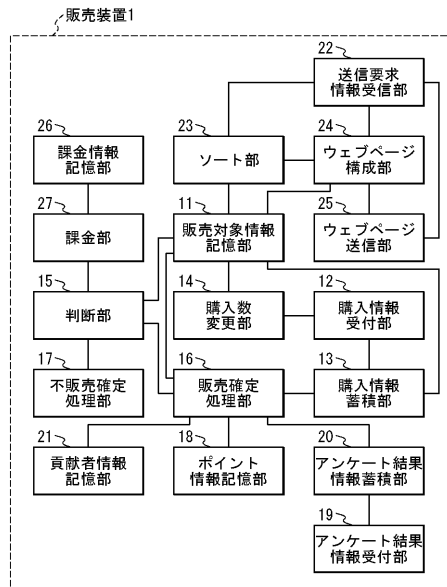 販売装置1
22
送信要求
情報受信部
26
課金情報
記憶部
23
ソート部
24
ウェブページ
構成部
27
課金部
11
販売対象情報
記憶部
25
ウェブページ
送信部
15
判断部
14
購入数
変更部
12
購入情報
受付部
17
不販売確定
処理部
16
販売確定
処理部
13
購入情報
蓄積部
21
貢献者情報
記憶部
18
ポイント
情報記憶部
20
アンケート結果
情報蓄積部
19
アンケート結果
情報受付部